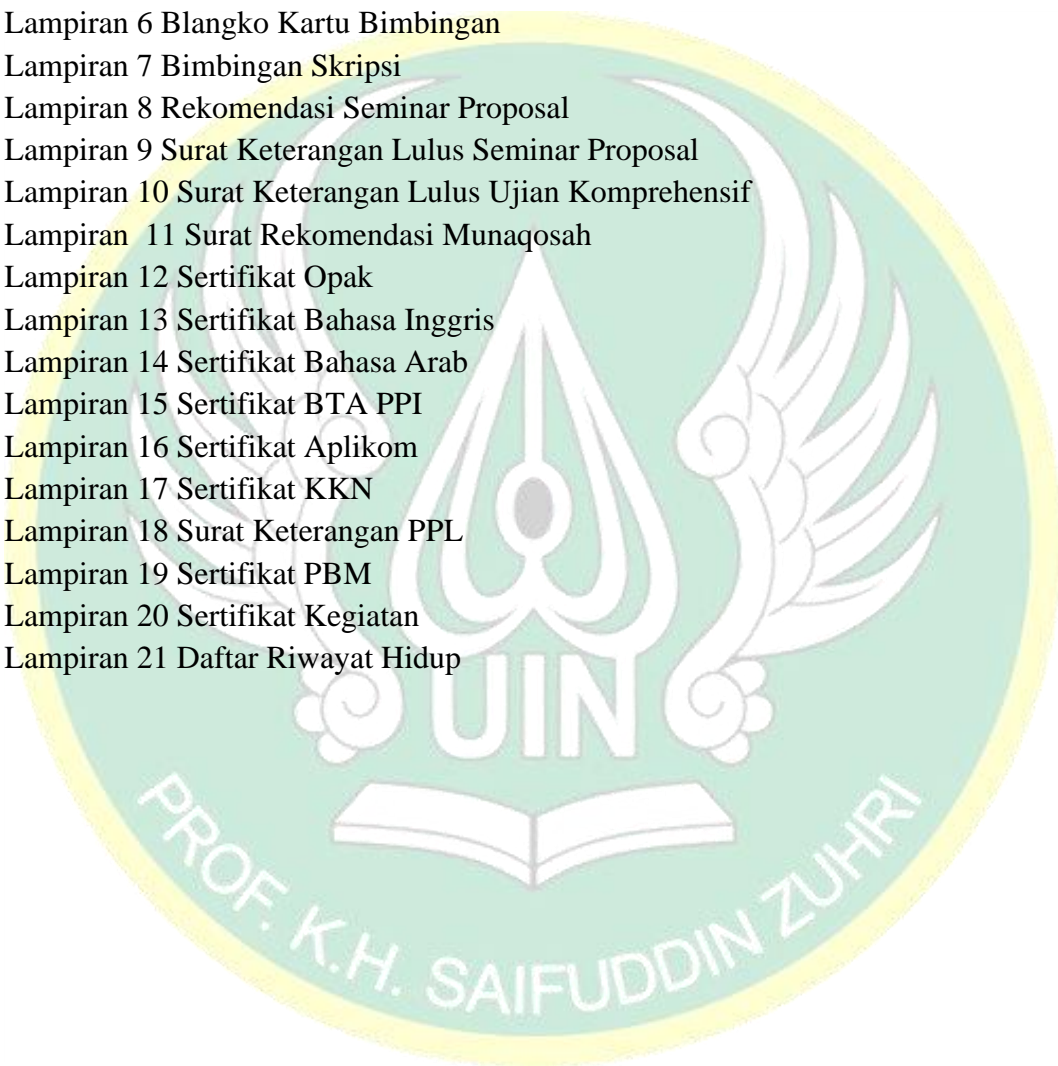 Lampiran 6 Blangko Kartu Bimbingan
Lampiran 7 Bimbingan Skripsi
Lampiran 8 Rekomendasi Seminar Proposal
Lampiran 9 Surat Keterangan Lulus Seminar Proposal
Lampiran 10 Surat Keterangan Lulus Ujian Komprehensif
Lampiran  11 Surat Rekomendasi Munaqosah
Lampiran 12 Sertifikat Opak
Lampiran 13 Sertifikat Bahasa Inggris
Lampiran 14 Sertifikat Bahasa Arab
Lampiran 15 Sertifikat BTA PPI
Lampiran 16 Sertifikat Aplikom
Lampiran 17 Sertifikat KKN
Lampiran 18 Surat Keterangan PPL
Lampiran 19 Sertifikat PBM
Lampiran 20 Sertifikat Kegiatan
Lampiran 21 Daftar Riwayat Hidup
UIN
PROF. K.H. SAIFUDDIN ZUHRI